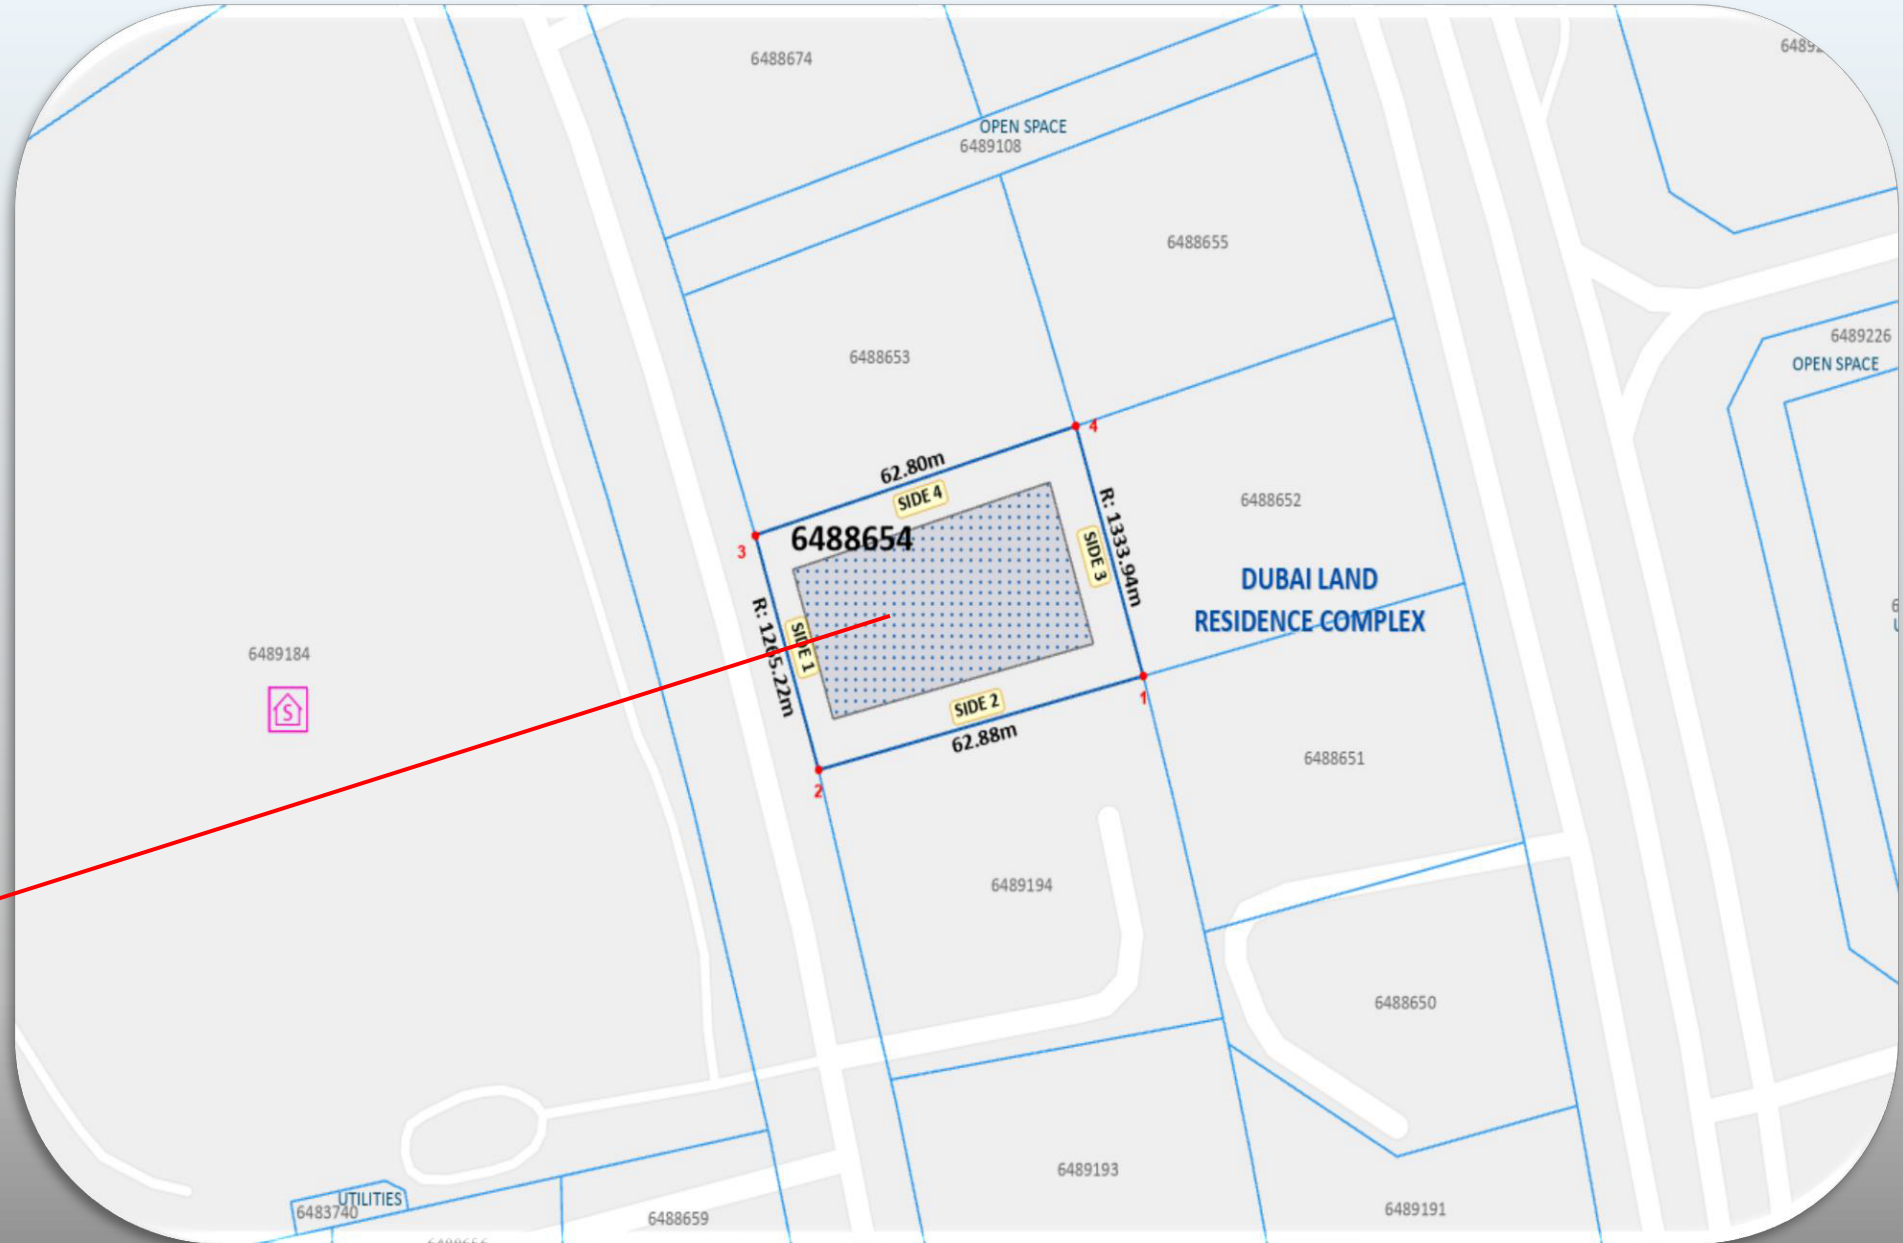 6488674
OPEN SPACE
6489108
6488655
6489226
OPEN SPACE
6488653
62.80m
SIDE 4
4
3
6488654
R: 1333.94m
SIDE 3
6488652
DUBAI LAND
RESIDENCE COMPLEX
R: 1265.22m
SIDE 1
6489184
S
SIDE 2
62.88m
1
2
6488651
6489194
6488650
6489193
6489191
UTILITIES
6483740
6488659